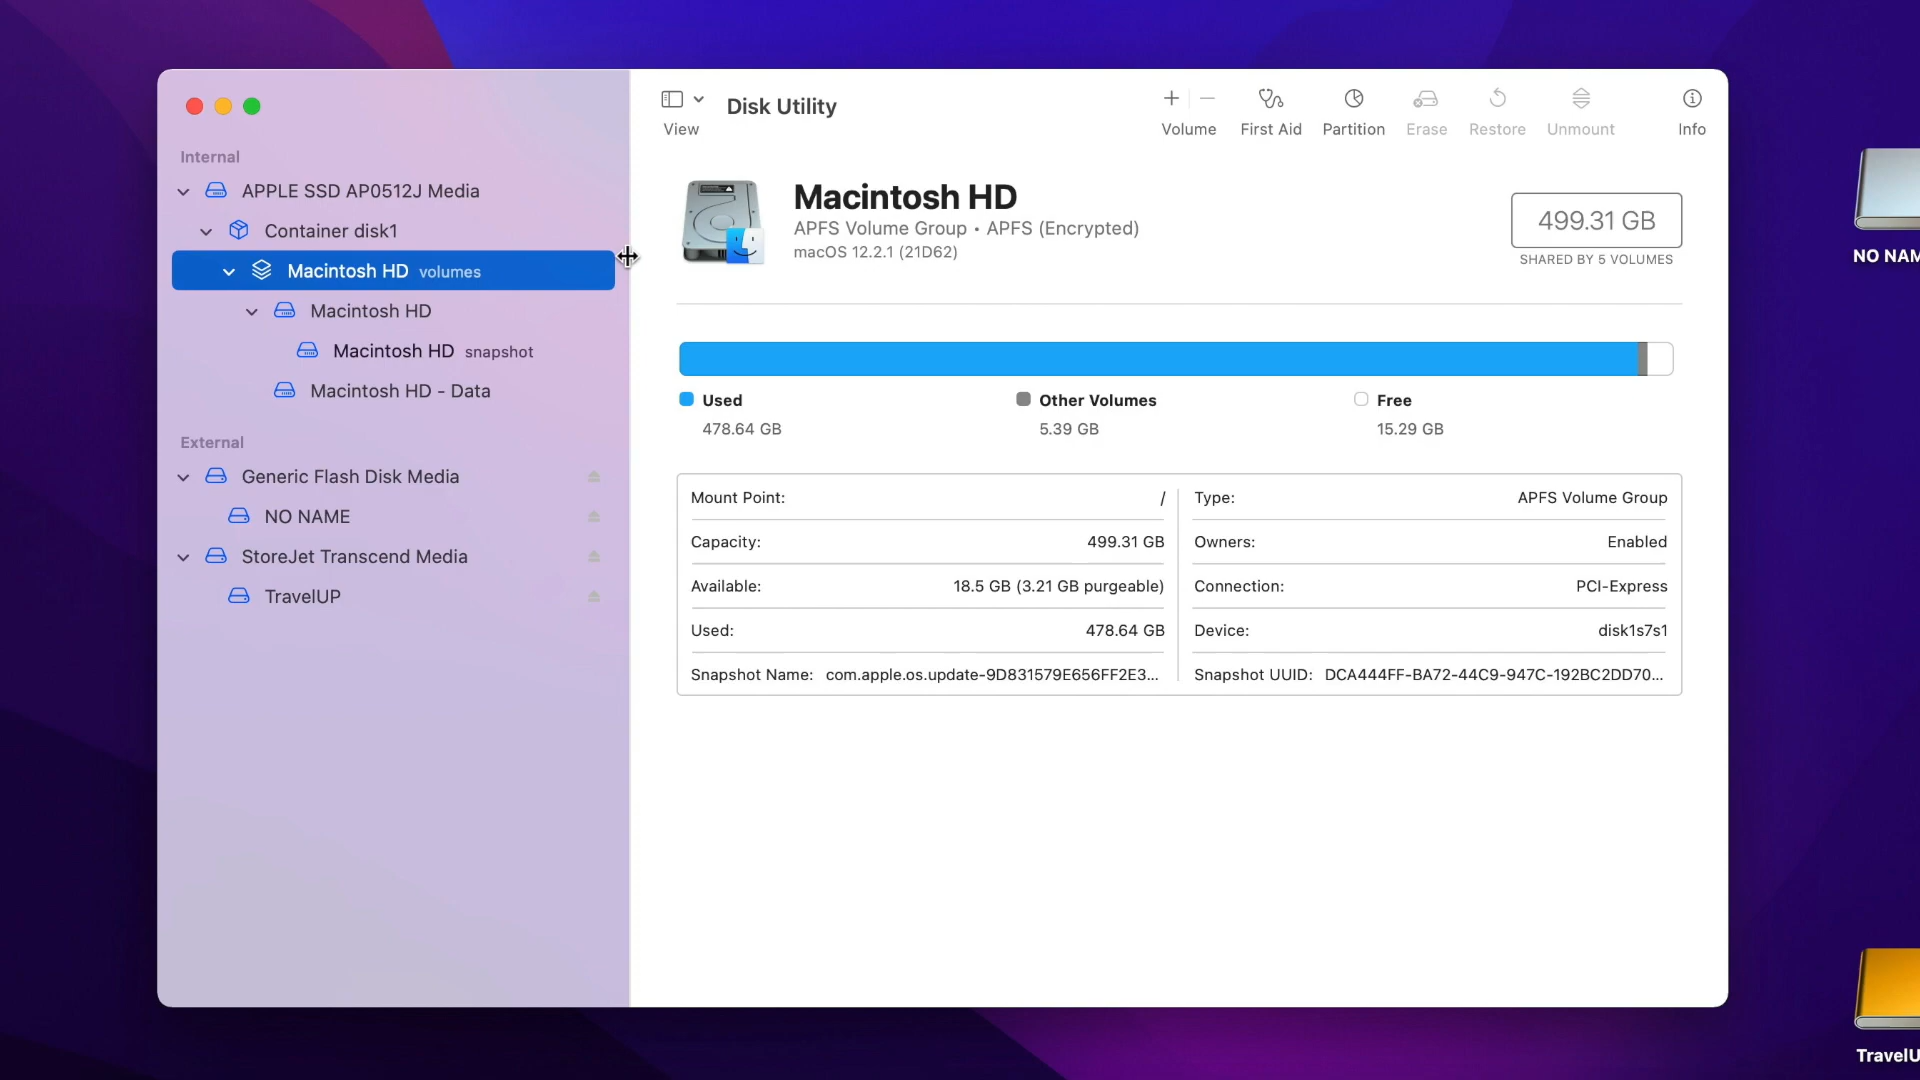 Disk Utility
View
Volume
First Aid
Partition
Erase
Restore
Unmount
Info
Internal
APPLE SSD AP0512J Media
Container disk1
Macintosh HD volumes
Macintosh HD
Macintosh HD snapshot
Macintosh HD - Data
External
Generic Flash Disk Media
NO NAME
StoreJet Transcend Media
TravelUP
Macintosh HD
APFS Volume Group • APFS (Encrypted)
macOS 12.2.1 (21D62)
499.31 GB
SHARED BY 5 VOLUMES
Used
478.64 GB
Other Volumes
5.39 GB
Free
15.29 GB
Mount Point: /
Capacity: 499.31 GB
Available: 18.5 GB (3.21 GB purgeable)
Used: 478.64 GB
Snapshot Name: com.apple.os.update-9D831579E656FF2E3...
Type: APFS Volume Group
Owners: Enabled
Connection: PCI-Express
Device: disk1s7s1
Snapshot UUID: DCA444FF-BA72-44C9-947C-192BC2DD70...
NO NAM
TravelU